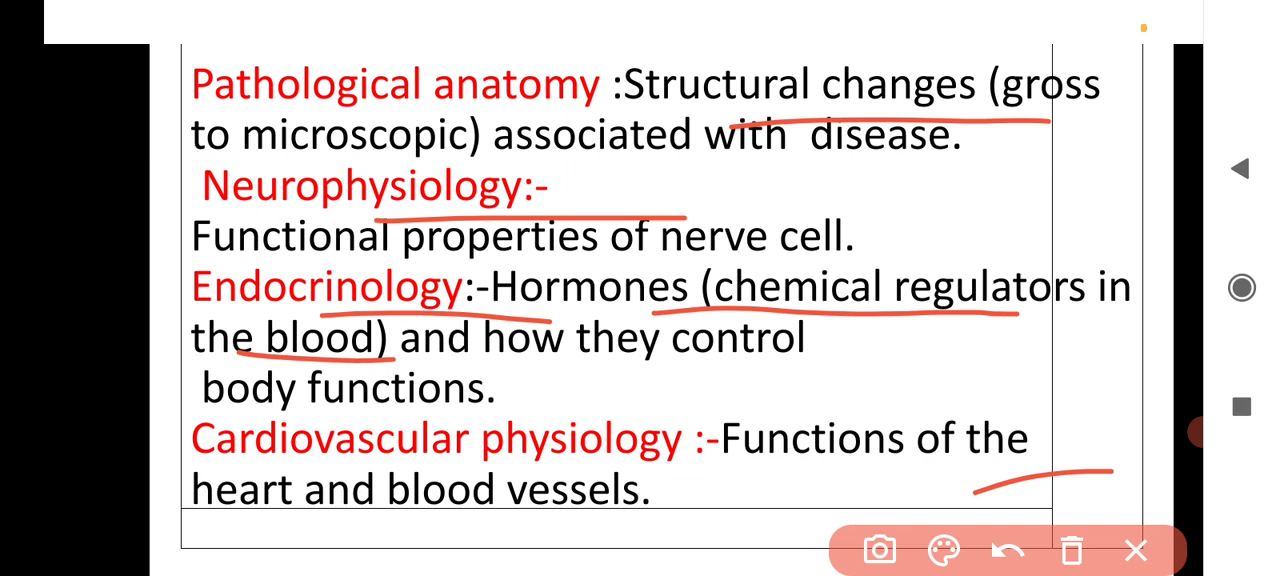 Pathological anatomy :Structural changes (gross
to microscopic) associated with disease.
Neurophysiology:-
Functional properties of nerve cell.
Endocrinology:-Hormones (chemical regulators in
the blood) and how they control
body functions.
Cardiovascular physiology :-Functions of the
heart and blood vessels.